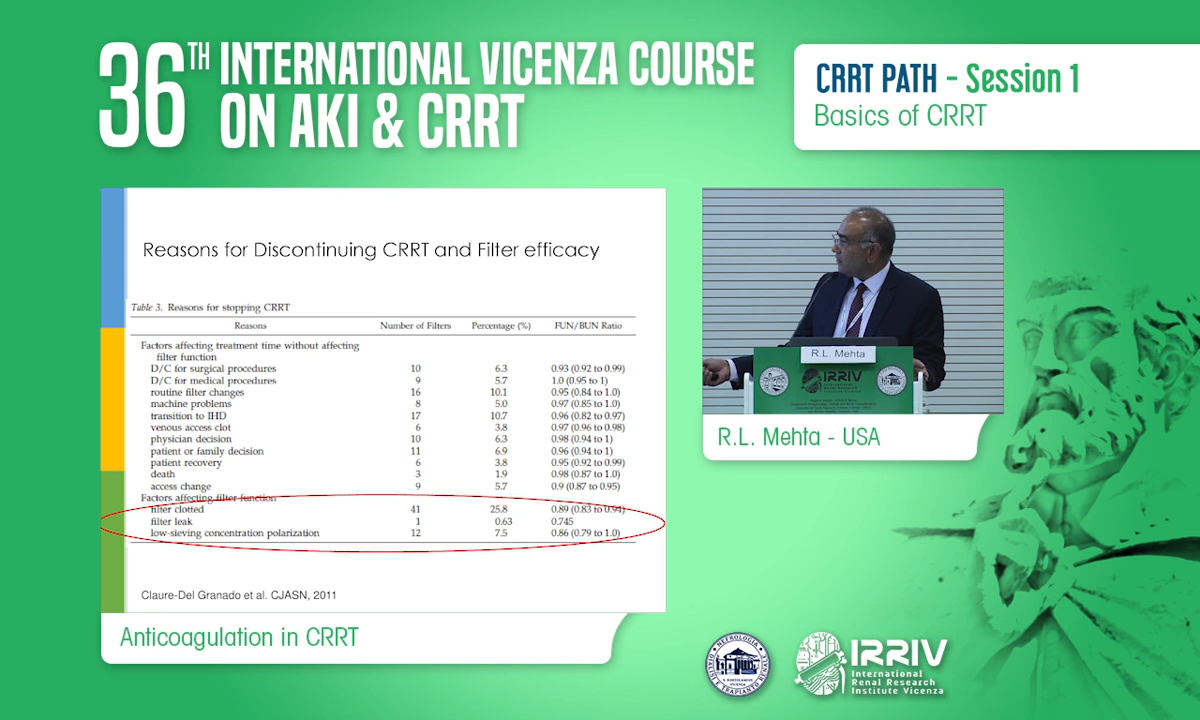 36TH INTERNATIONAL VICENZA COURSE
ON AKI & CRRT
CRRT PATH - Session 1
Basics of CRRT
Reasons for Discontinuing CRRT and Filter efficacy
Table 3. Reasons for stopping CRRT
Reasons Number of Filters Percentage (%) FUN/BUN Ratio
Factors affecting treatment time without affecting
filter function
D/C for surgical procedures 10 6.3 0.93 (0.92 to 0.99)
D/C for medical procedures 9 5.7 1.0 (0.95 to 1)
routine filter changes 16 10.1 0.95 (0.84 to 1.0)
machine problems 8 5.0 0.97 (0.85 to 1.0)
transition to IHD 17 10.7 0.96 (0.82 to 0.97)
venous access clot 6 3.8 0.97 (0.96 to 0.98)
physician decision 10 6.3 0.98 (0.94 to 1)
patient or family decision 11 6.9 0.96 (0.94 to 1)
patient recovery 6 3.8 0.95 (0.92 to 0.99)
death 3 1.9 0.98 (0.87 to 1.0)
access change 9 5.7 0.9 (0.87 to 0.95)
Factors affecting filter function
filter clotted 41 25.8 0.89 (0.83 to 0.94)
filter leak 1 0.63 0.745
low-sieving concentration polarization 12 7.5 0.86 (0.79 to 1.0)
Claure-Del Granado et al. CJASN, 2011
Anticoagulation in CRRT
R.L. Mehta
IRRIV
R.L. Mehta - USA
NEFROLOGIA
DIALISI E TRAPIANTO RENALE
S. BORTOLO
VICENZA
IRRIV
International
Renal Research
Institute Vicenza